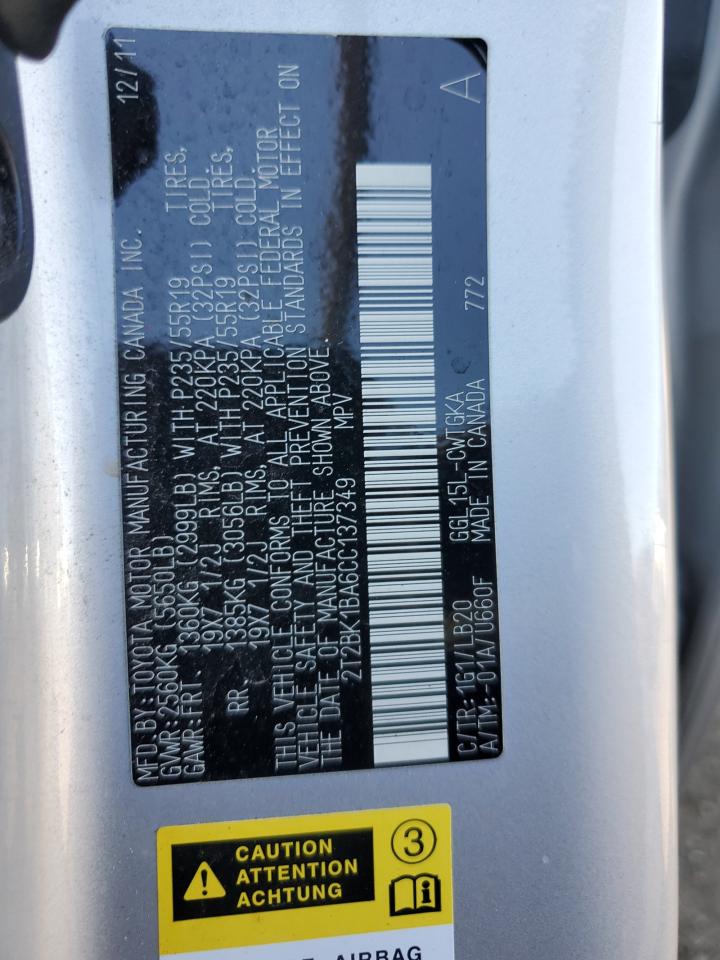 MFD.BY:TOYOTA MOTOR MANUFACTURING CANADA INC. 12/11
GVWR:2560KG (5650LB)
GAWR:FRT 1360KG (2999LB) WITH P235/55R19 TIRES,
19X7 1/2J RIMS, AT 220KPA (32PSI) COLD.
RR 1385KG (3056LB) WITH P235/55R19 TIRES,
19X7 1/2J RIMS, AT 220KPA (32PSI) COLD.
THIS VEHICLE CONFORMS TO ALL APPLICABLE FEDERAL MOTOR
VEHICLE SAFETY AND THEFT PREVENTION STANDARDS IN EFFECT ON
THE DATE OF MANUFACTURE SHOWN ABOVE.
2T2BK1BA6CC137349 MPV
A
C/TR:1G1/LB20 GGL15L-CWTGKA 772
A/TM:-01A/U660F MADE IN CANADA
CAUTION
ATTENTION
ACHTUNG
3
AIRBAG